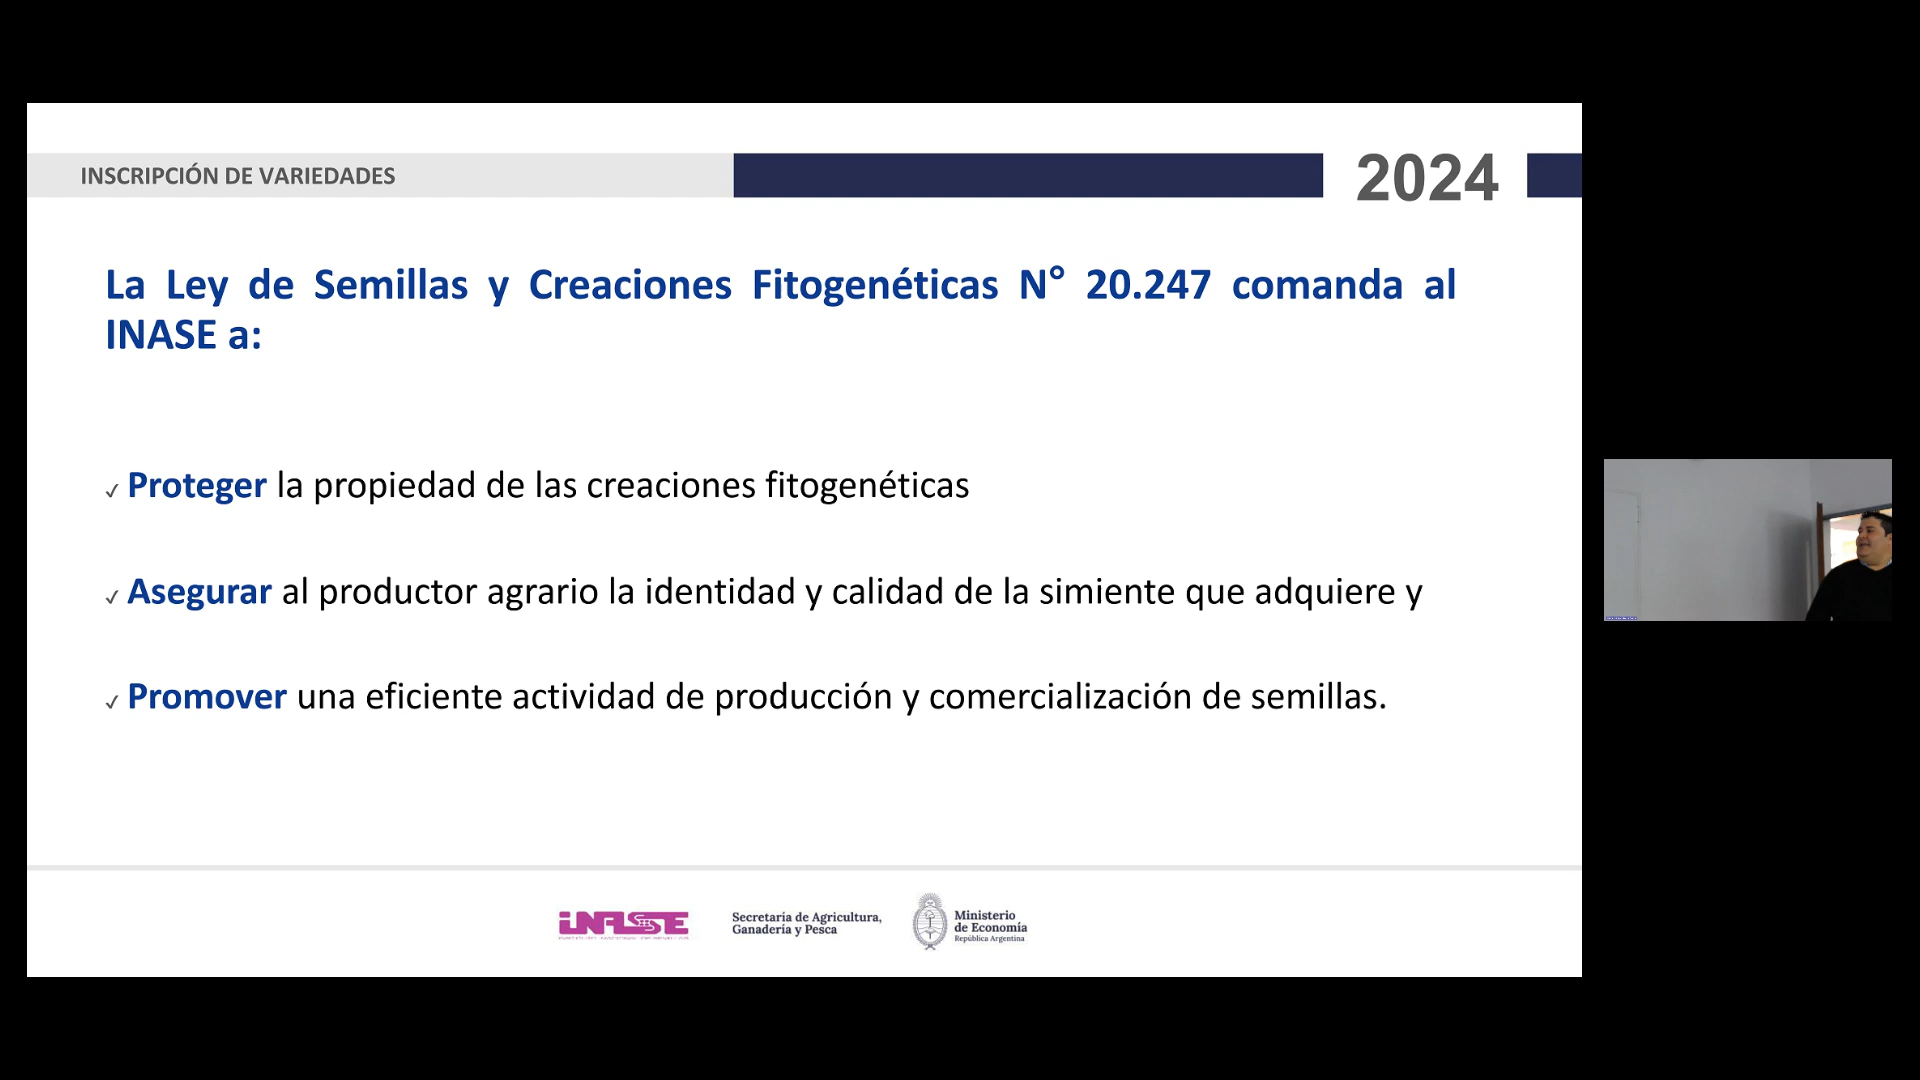 INSCRIPCIÓN DE VARIEDADES
2024
La Ley de Semillas y Creaciones Fitogenéticas N° 20.247 comanda al
INASE a:
✓ Proteger la propiedad de las creaciones fitogenéticas
✓ Asegurar al productor agrario la identidad y calidad de la simiente que adquiere y
✓ Promover una eficiente actividad de producción y comercialización de semillas.
INASE
Secretaría de Agricultura,
Ganadería y Pesca
Ministerio
de Economía
República Argentina